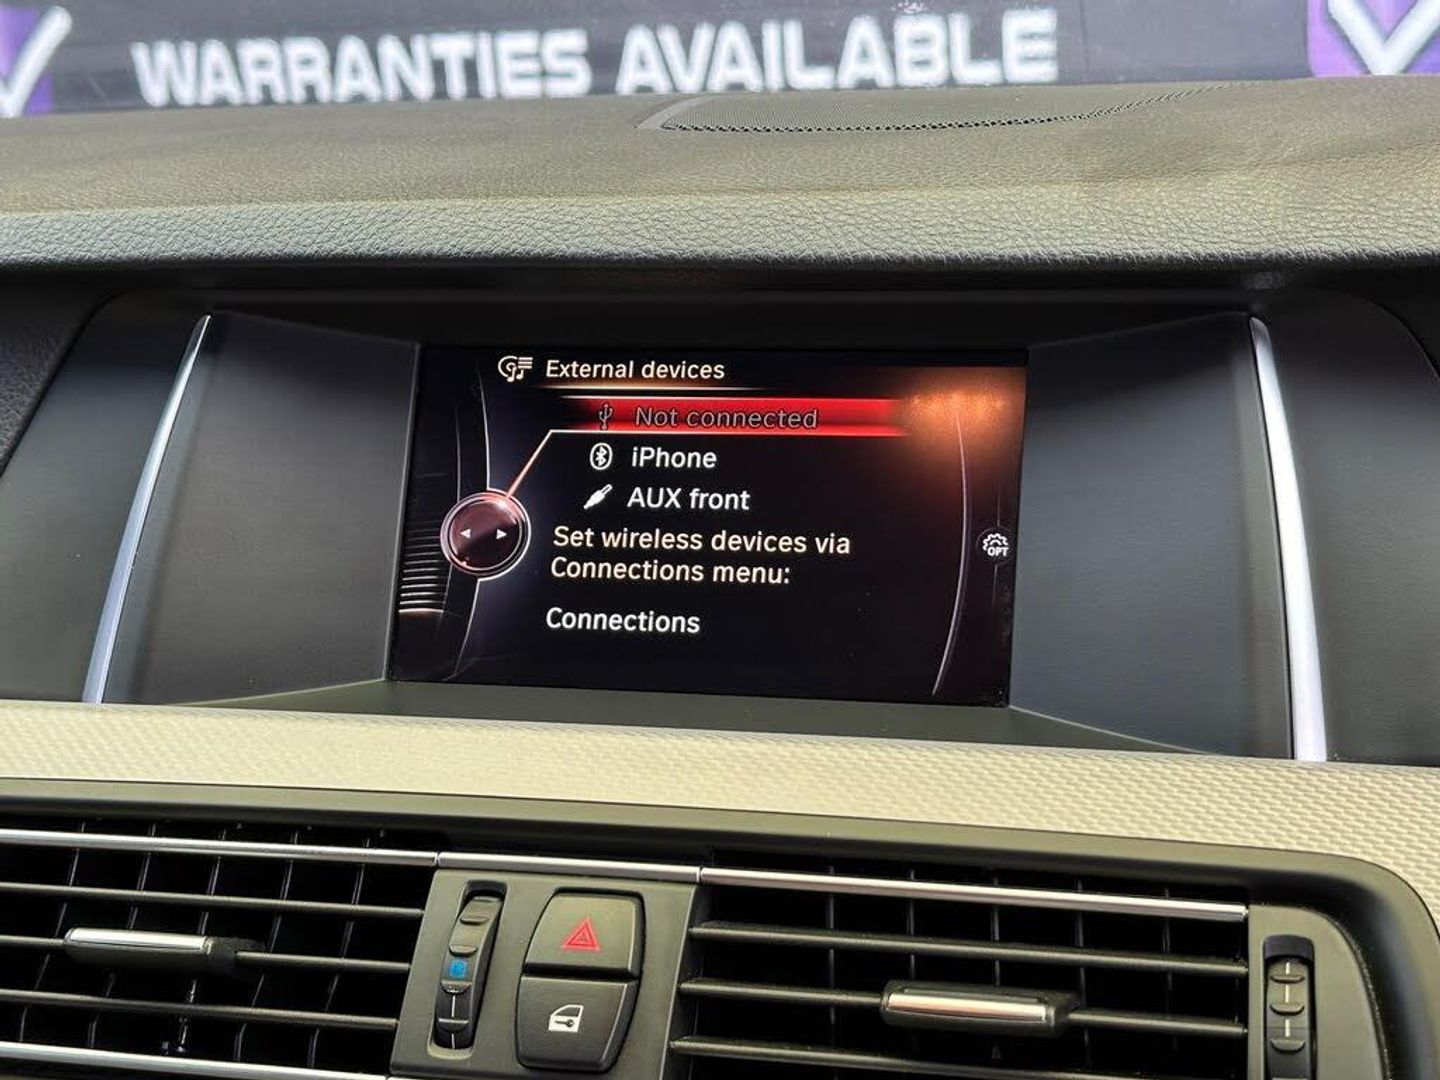 WARRANTIES AVAILABLE
External devices
Not connected
iPhone
AUX front
Set wireless devices via
Connections menu:
Connections
OPT